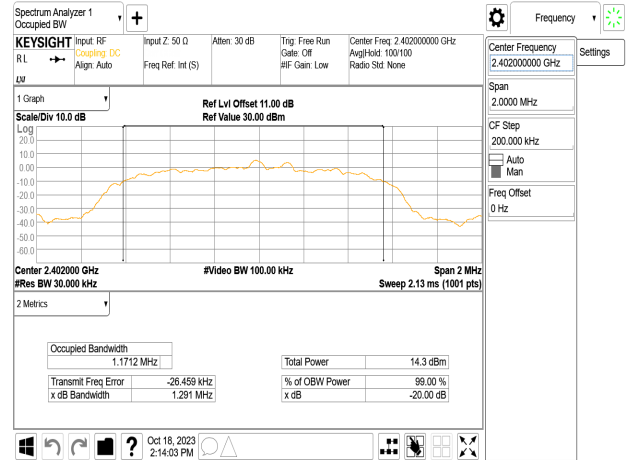 Spectrum Analyzer 1
Occupied BW
KEYSIGHT
R L
Input: RF
Coupling: DC
Align: Auto
Input Z: 50 Ω
Freq Ref: Int (S)
Atten: 30 dB
Trig: Free Run
Gate: Off
#IF Gain: Low
Center Freq: 2.402000000 GHz
Avg|Hold: 100/100
Radio Std: None
1 Graph
Scale/Div 10.0 dB
Ref Lvl Offset 11.00 dB
Ref Value 30.00 dBm
Log
20.0
10.0
0.00
-10.0
-20.0
-30.0
-40.0
-50.0
-60.0
Center 2.402000 GHz
#Res BW 30.000 kHz
#Video BW 100.00 kHz
Span 2 MHz
Sweep 2.13 ms (1001 pts)
2 Metrics
Occupied Bandwidth
1.1712 MHz
Transmit Freq Error -26.459 kHz
x dB Bandwidth 1.291 MHz
Total Power 14.3 dBm
% of OBW Power 99.00 %
x dB -20.00 dB
?
Oct 18, 2023
2:14:03 PM
Frequency
Settings
Center Frequency
2.402000000 GHz
Span
2.0000 MHz
CF Step
200.000 kHz
Auto
Man
Freq Offset
0 Hz